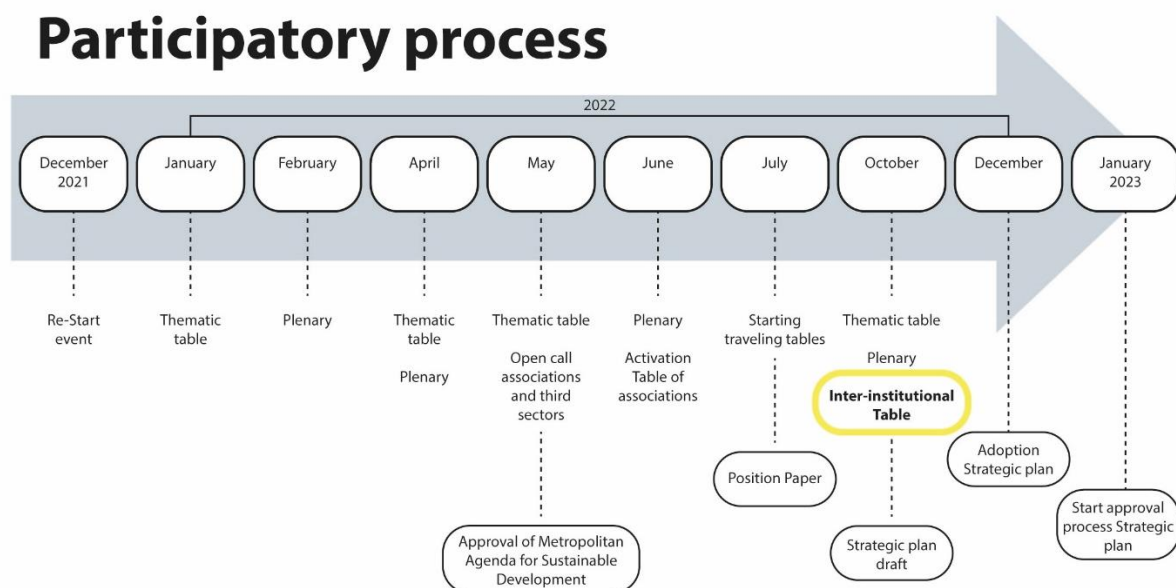 Participatory process
2022
December
2021
January
February
April
May
June
July
October
December
January
2023
Re-Start
event
Thematic
table
Plenary
Thematic
table
Plenary
Thematic table
Open call
associations
and third
sectors
Plenary
Activation
Table of
associations
Starting
traveling tables
Thematic table
Plenary
Inter-institutional
Table
Position Paper
Adoption
Strategic plan
Approval of Metropolitan
Agenda for Sustainable
Development
Strategic plan
draft
Start approval
process Strategic
plan